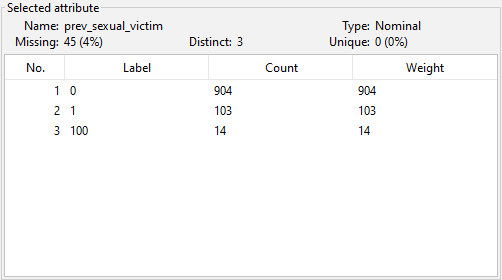 Selected attribute
Name: prev_sexual_victim Type: Nominal
Missing: 45 (4%) Distinct: 3 Unique: 0 (0%)
No. Label Count Weight
1 0 904 904
2 1 103 103
3 100 14 14